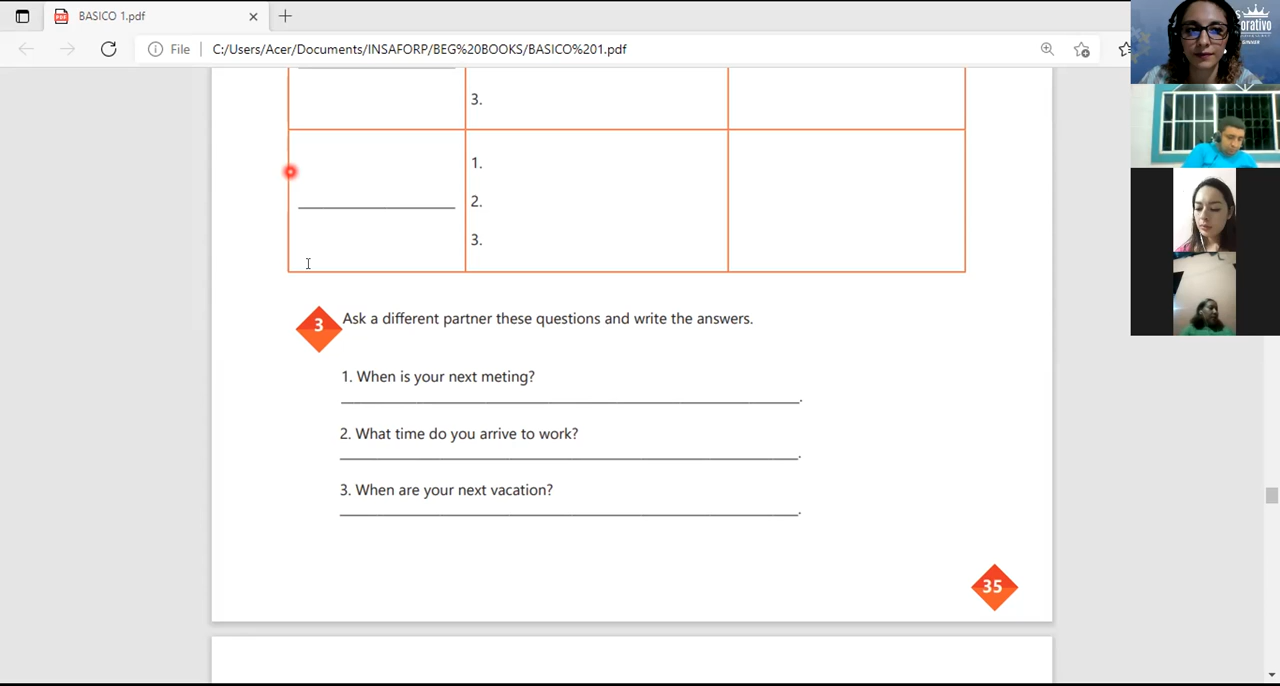 BASICO 1.pdf
PDF
File
C:/Users/Acer/Documents/INSAFORP/BEG%20BOOKS/BASICO%201.pdf
3.
1.
2.
3.
3 Ask a different partner these questions and write the answers.
1. When is your next meting?
2. What time do you arrive to work?
3. When are your next vacation?
35